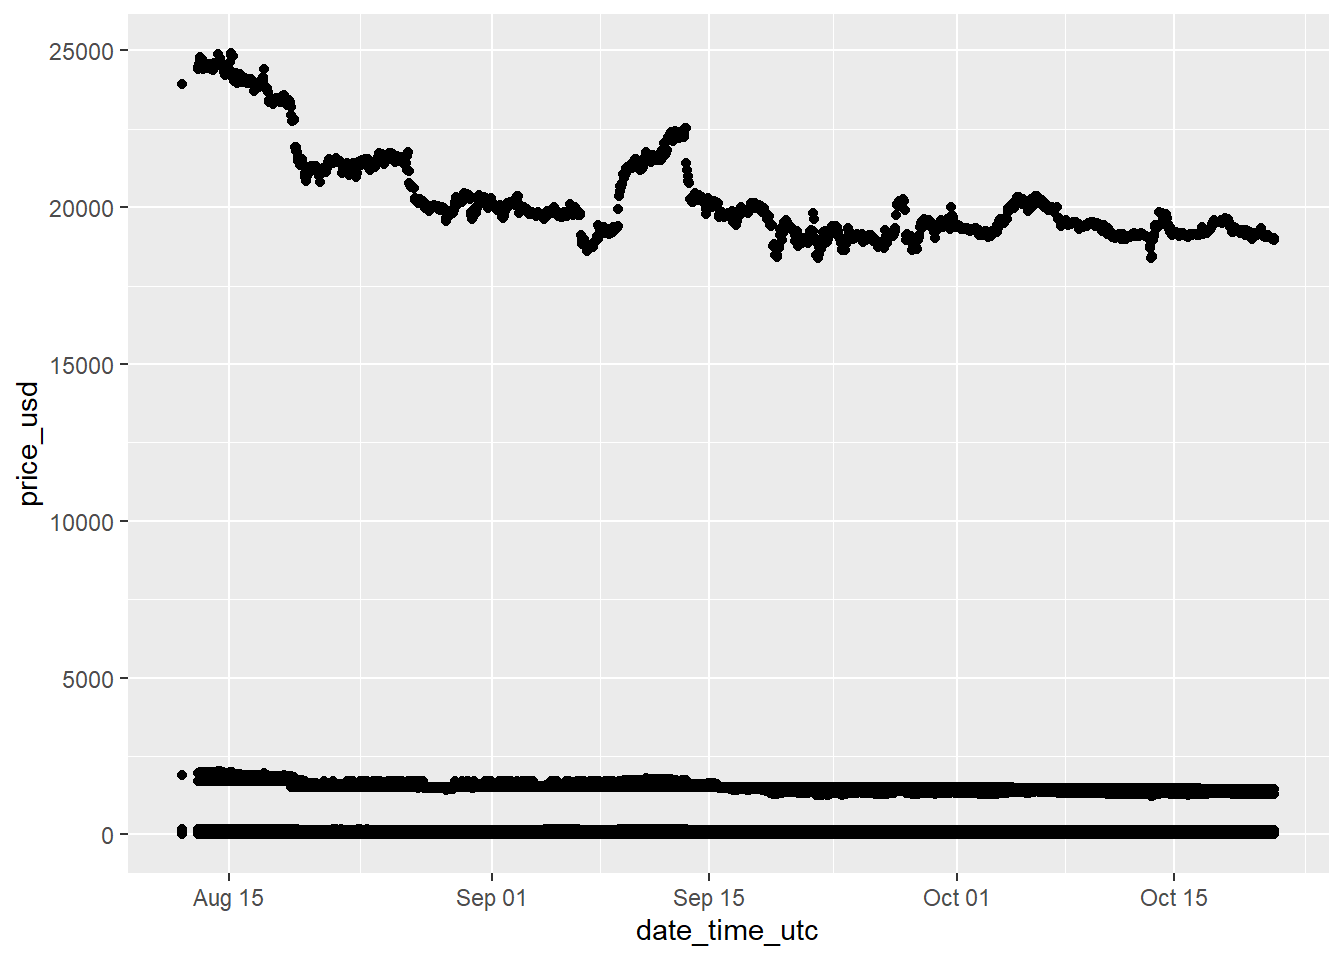 25000
20000
15000
10000
5000
0
price_usd
Aug 15
Sep 01
Sep 15
Oct 01
Oct 15
date_time_utc